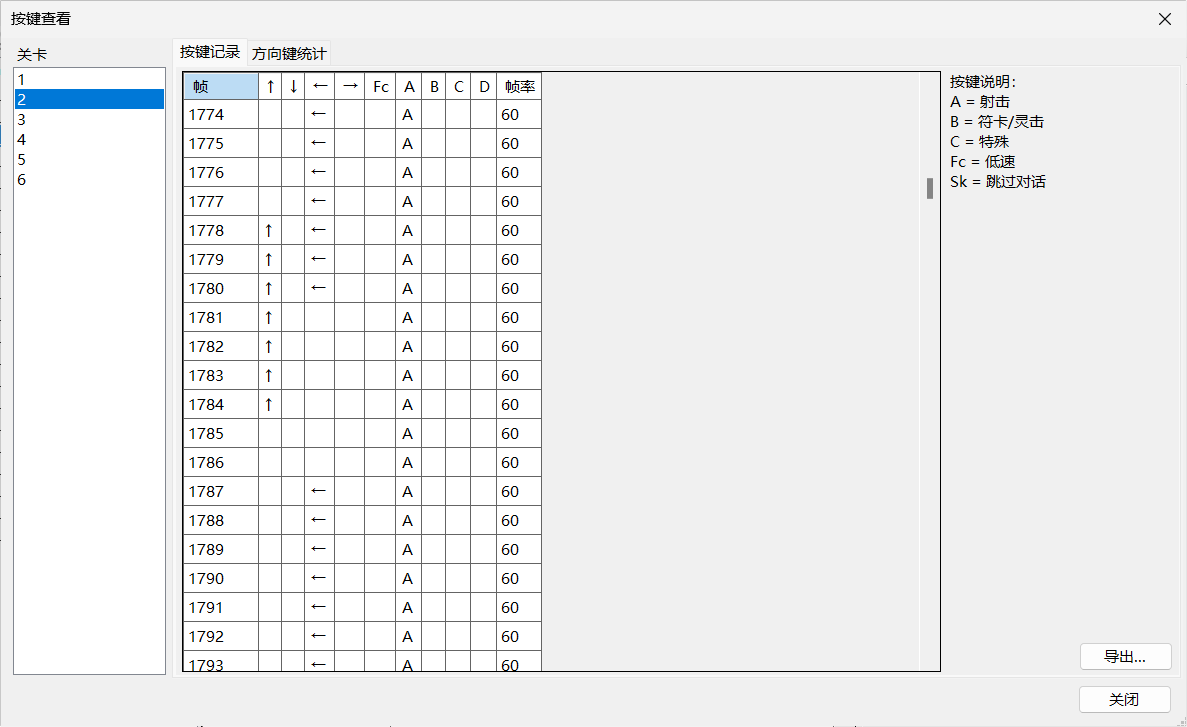 按键查看
关卡
1
2
3
4
5
6
按键记录 方向键统计
帧 ↑ ↓ ← → Fc A B C D 帧率
1774 ← A 60
1775 ← A 60
1776 ← A 60
1777 ← A 60
1778 ↑ ← A 60
1779 ↑ ← A 60
1780 ↑ ← A 60
1781 ↑ A 60
1782 ↑ A 60
1783 ↑ A 60
1784 ↑ A 60
1785 A 60
1786 A 60
1787 ← A 60
1788 ← A 60
1789 ← A 60
1790 ← A 60
1791 ← A 60
1792 ← A 60
1793 ← A 60
按键说明:
A = 射击
B = 符卡/灵击
C = 特殊
Fc = 低速
Sk = 跳过对话
导出...
关闭